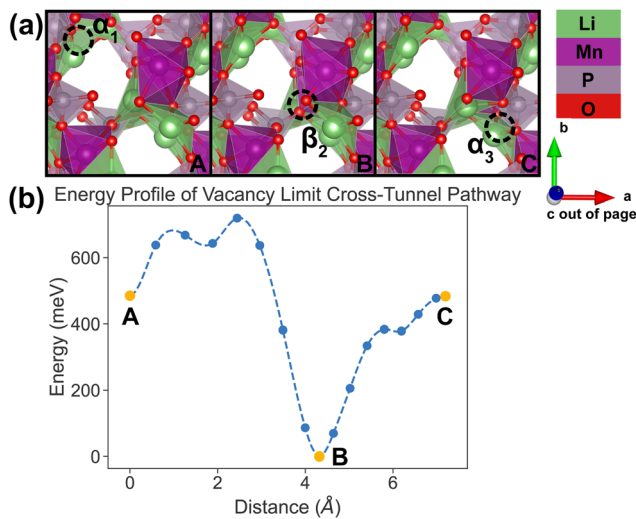 (a)
α1
A
β2
B
α3
C
Li
Mn
P
O
b
a
c out of page
(b)
Energy Profile of Vacancy Limit Cross-Tunnel Pathway
Energy (meV)
600
400
200
0
A
B
C
0
2
4
6
Distance (Å)